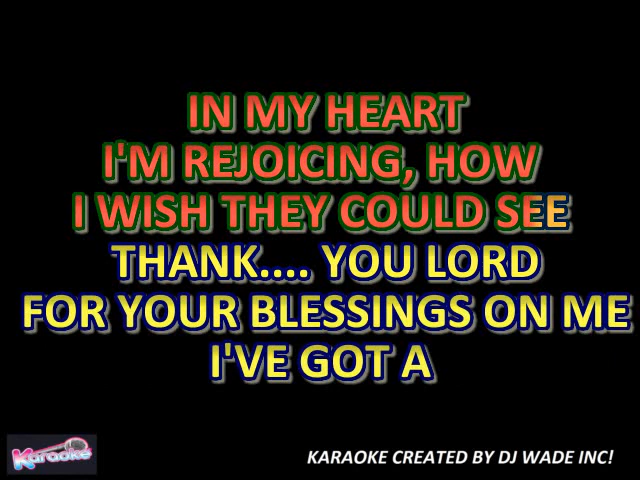 IN MY HEART
I'M REJOICING, HOW
I WISH THEY COULD SEE
THANK.... YOU LORD
FOR YOUR BLESSINGS ON ME
I'VE GOT A
Karaoke
KARAOKE CREATED BY DJ WADE INC!